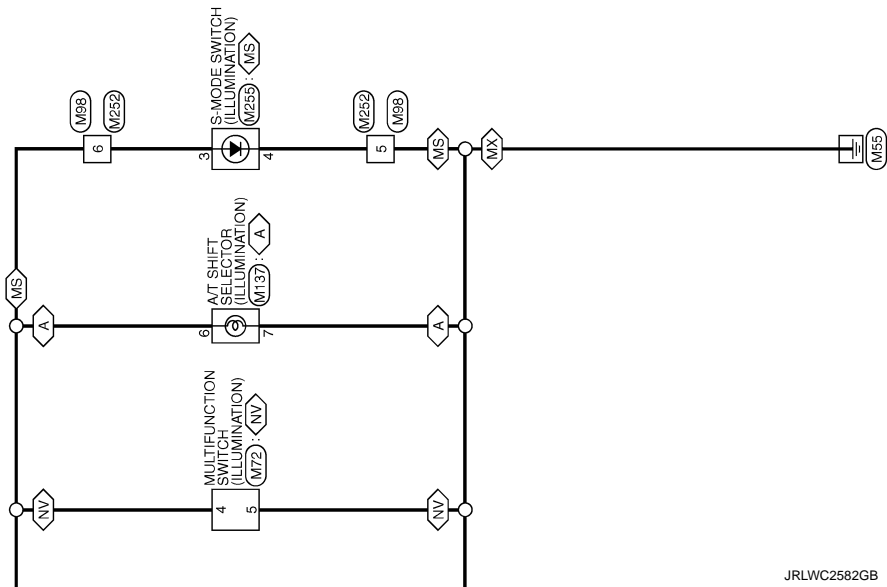 M98
M252
6
3
S-MODE SWITCH
(ILLUMINATION)
M255 : MS
4
M252
M98
5
MS
MX
M55
MS
A
6
A/T SHIFT
SELECTOR
(ILLUMINATION)
M137 : A
7
A
NV
4
MULTIFUNCTION
SWITCH
(ILLUMINATION)
M72 : NV
5
NV
JRLWC2582GB